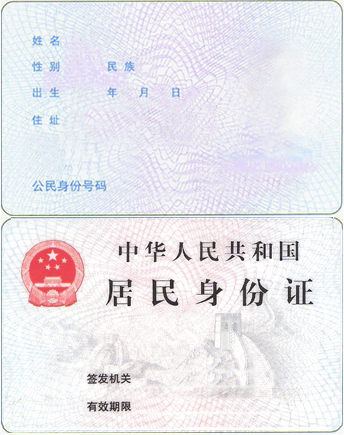 姓名
性别 民族
出生 年 月 日
住址
公民身份号码
中华人民共和国
居民身份证
签发机关
有效期限